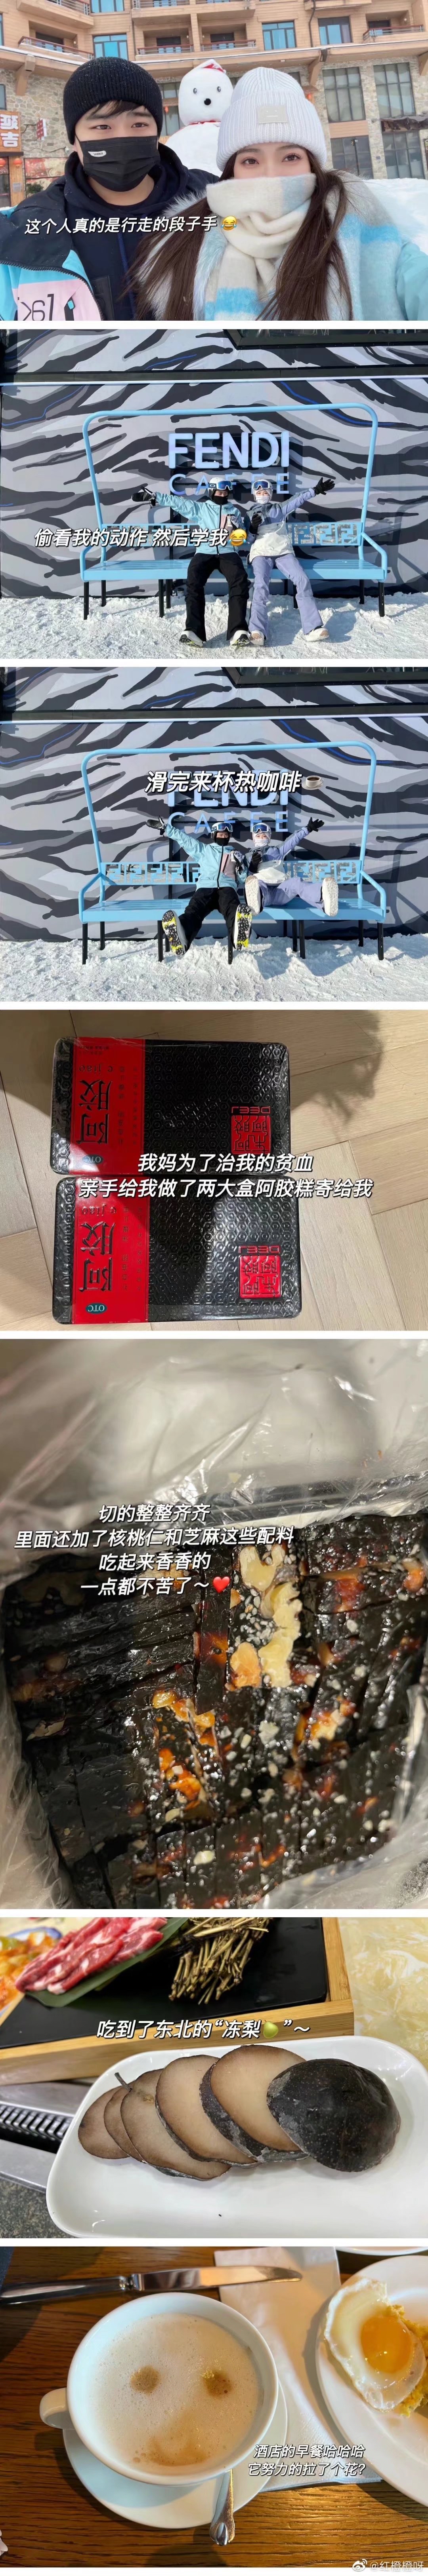 延吉
这个人真的是行走的段子手😂
FENDI
CAFFE
偷看我的动作 然后学我😂
滑完来杯热咖啡☕
FENDI
CAFFE
阿胶
OTC
我妈为了治我的贫血
亲手给我做了两大盒阿胶糕寄给我
阿胶
OTC
切的整整齐齐
里面还加了核桃仁和芝麻这些配料
吃起来香香的
一点都不苦了～❤️
吃到了东北的“冻梨🍐”～
酒店的早餐哈哈哈
它努力的拉了个花?
@红橙橙呀